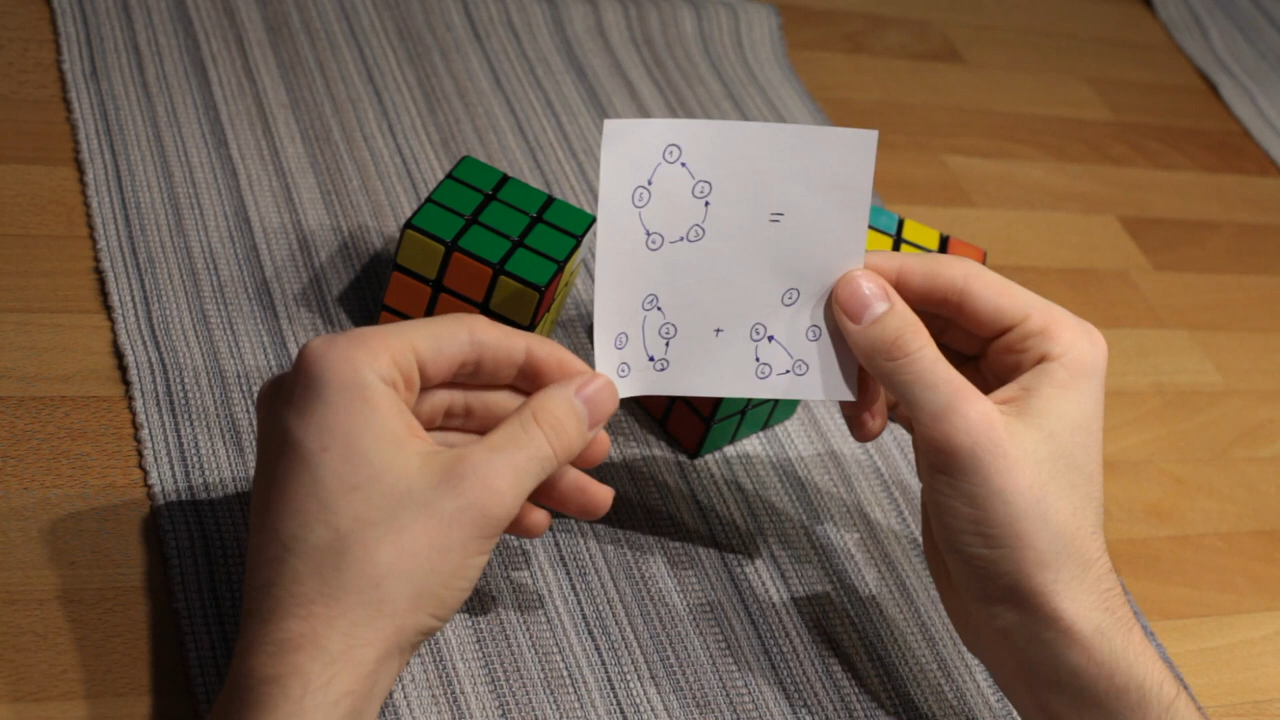 1
5 2 =
4 3
1 2
5 2 + 5 3
4 3 4 1